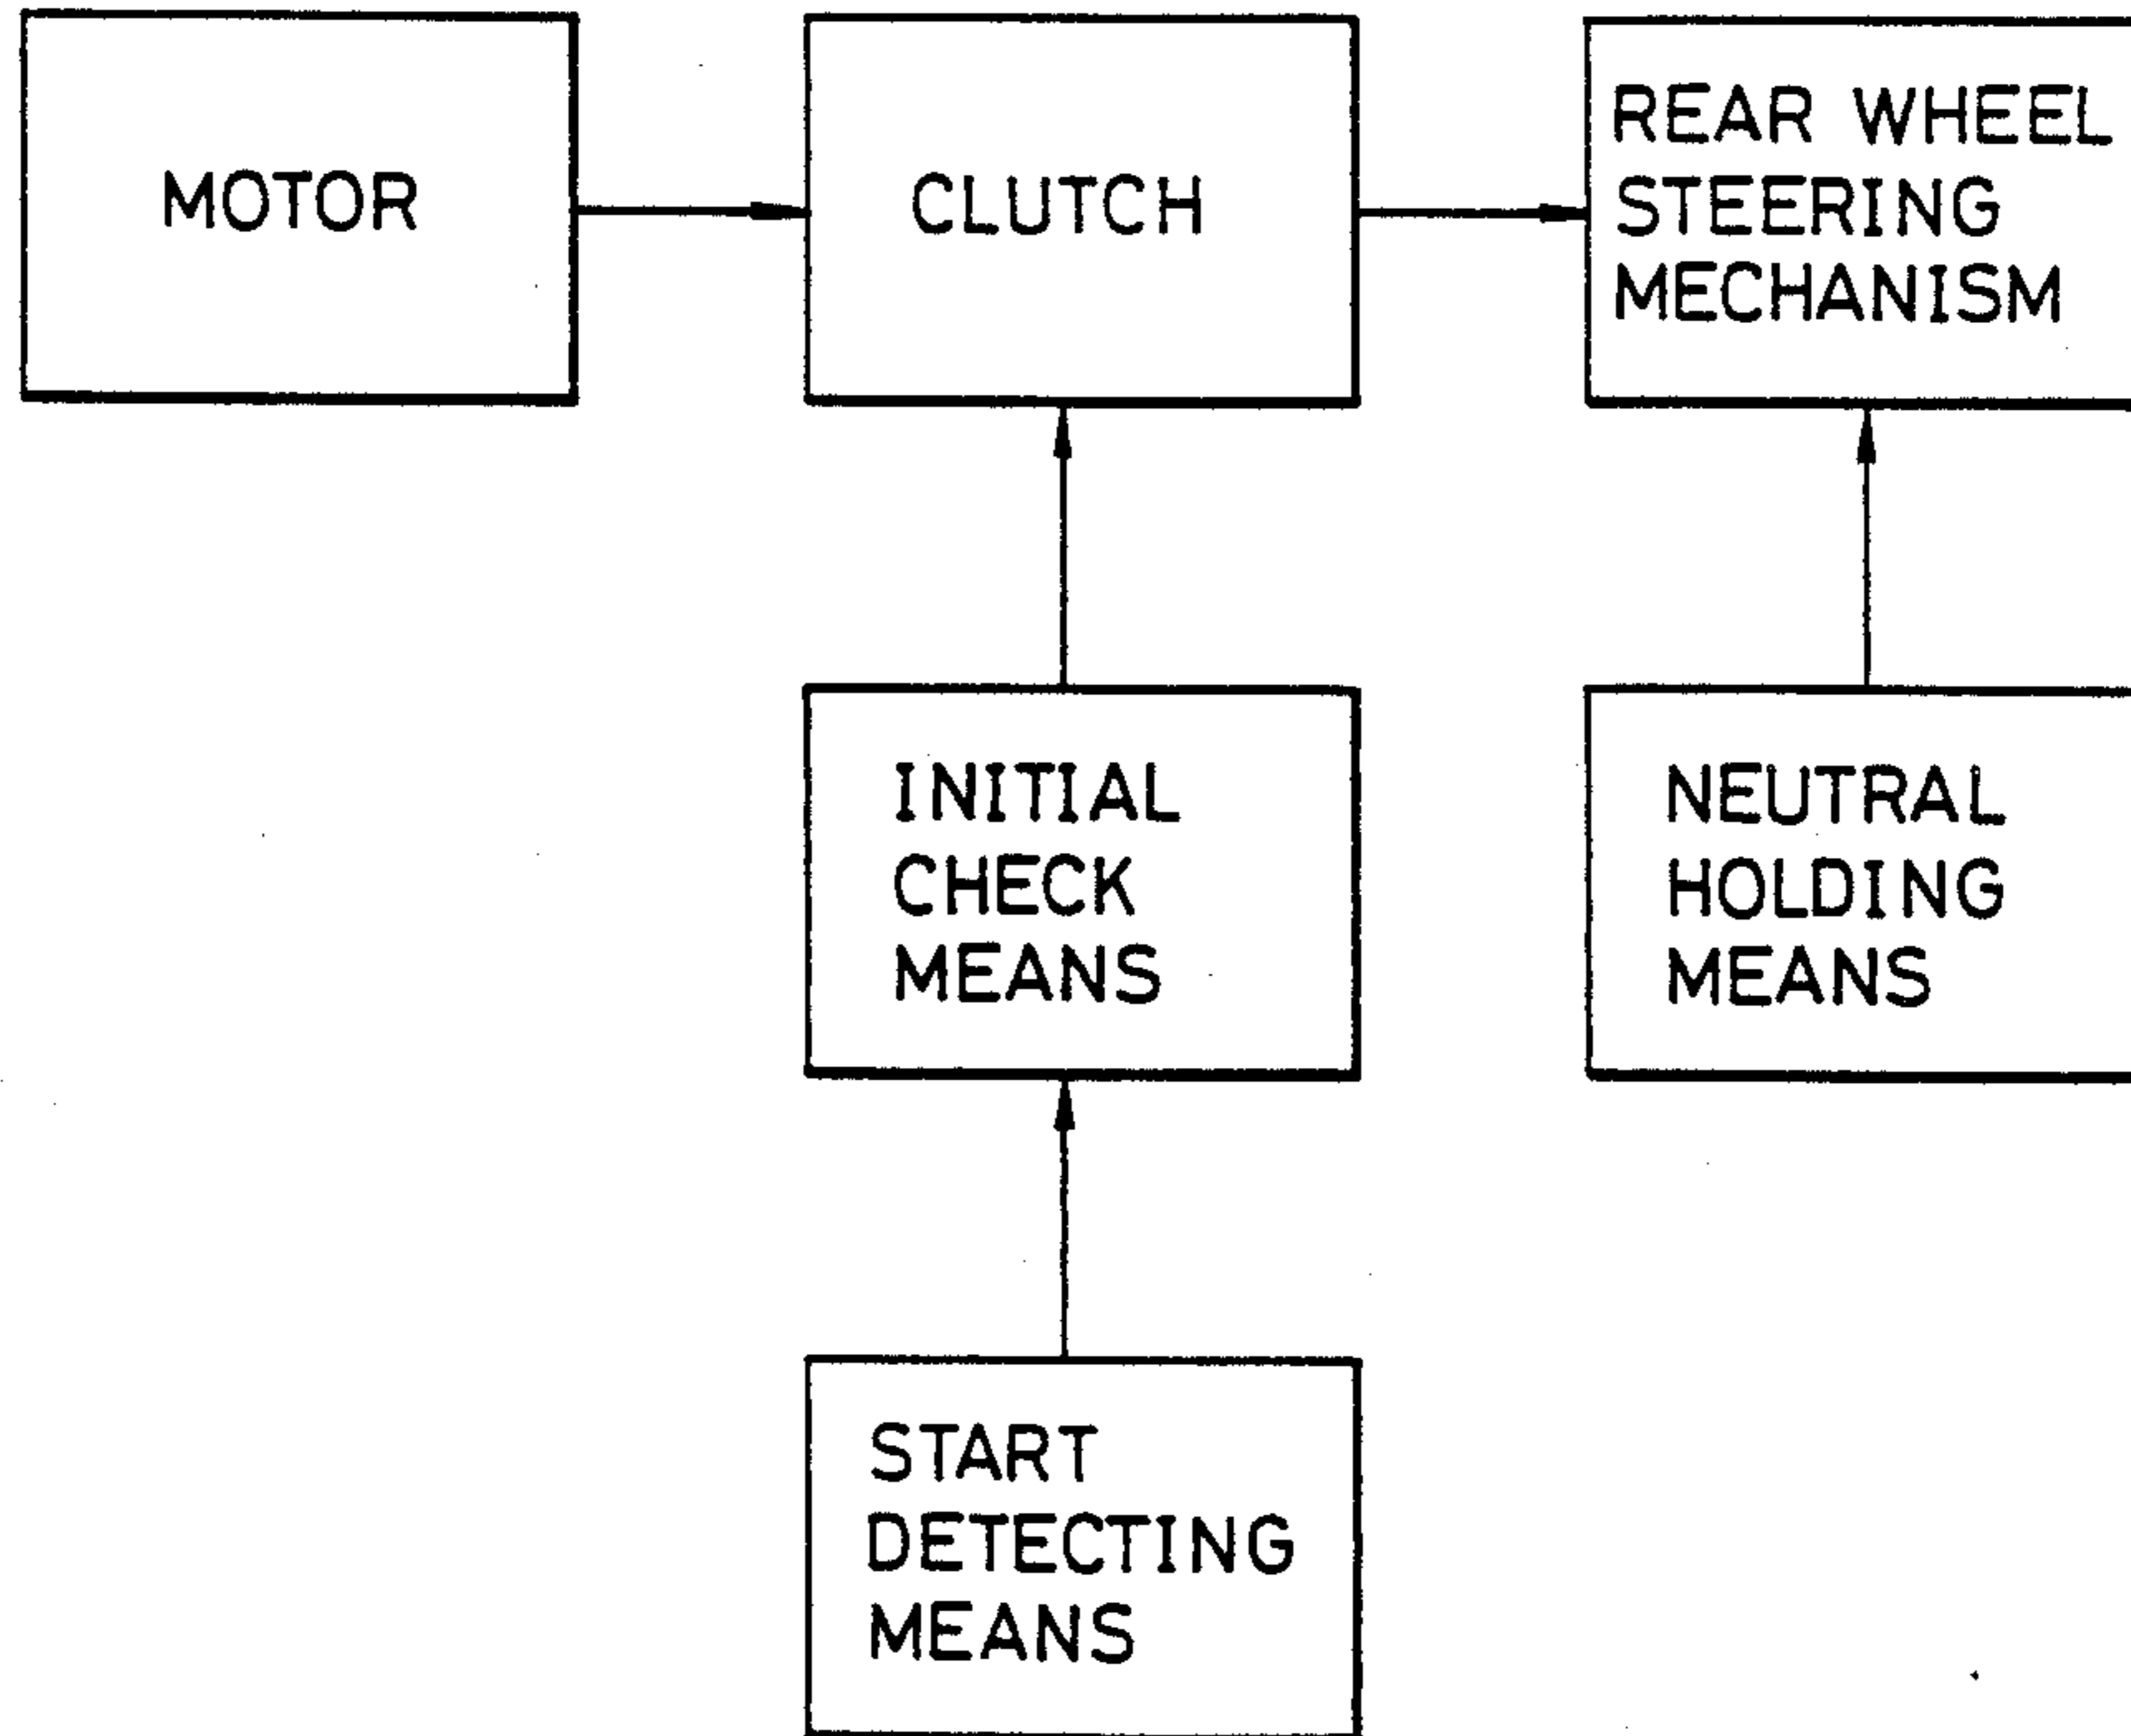 MOTOR
CLUTCH
REAR WHEEL
STEERING
MECHANISM
INITIAL
CHECK
MEANS
NEUTRAL
HOLDING
MEANS
START
DETECTING
MEANS